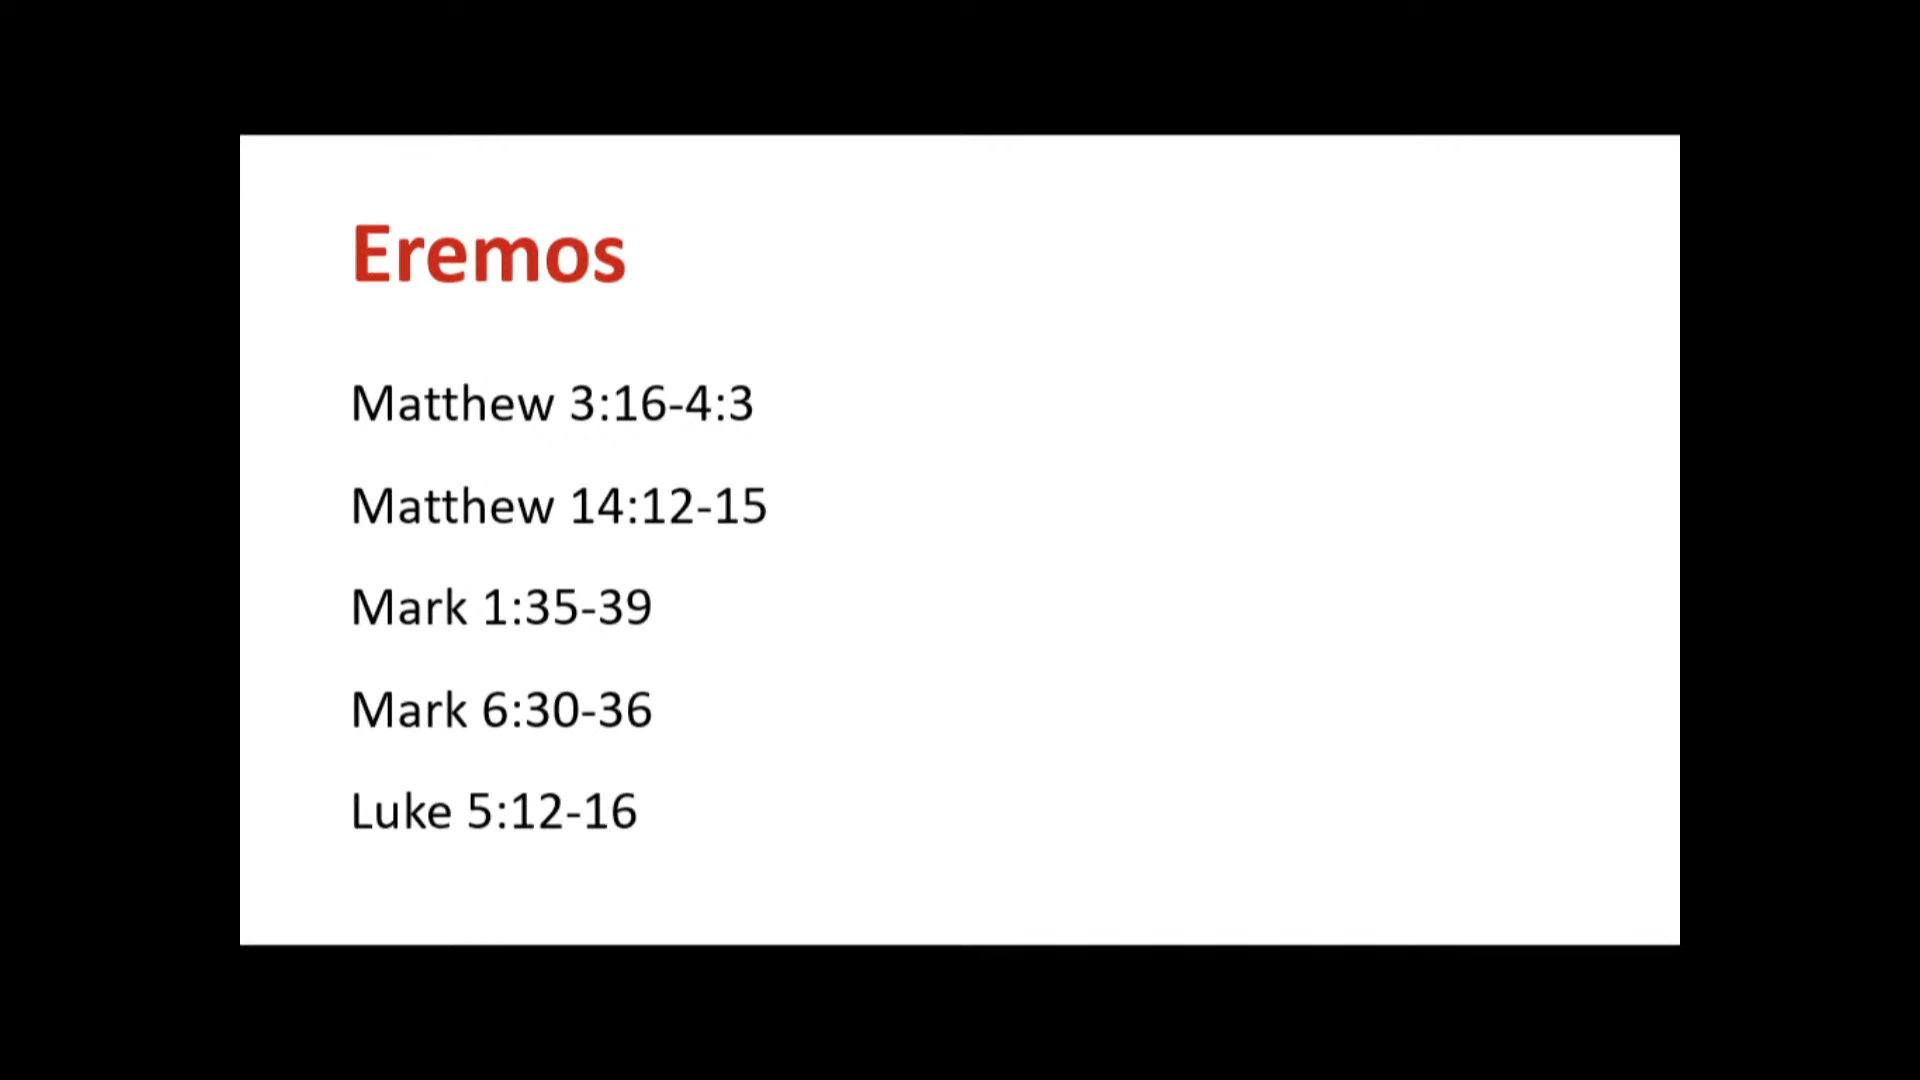 Eremos
Matthew 3:16-4:3
Matthew 14:12-15
Mark 1:35-39
Mark 6:30-36
Luke 5:12-16